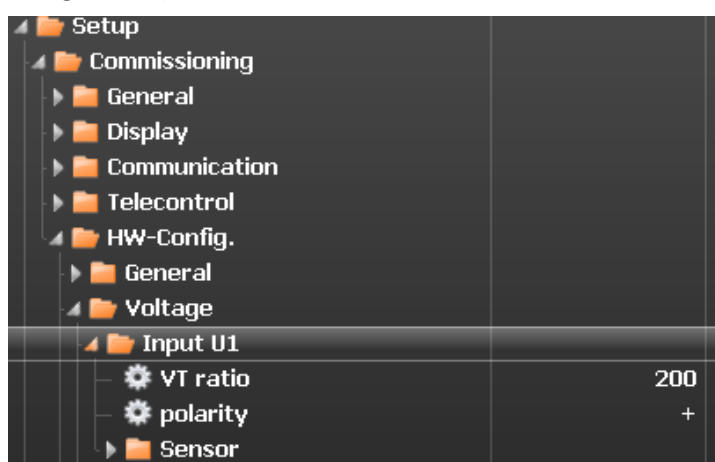 Setup
Commissioning
General
Display
Communication
Telecontrol
HW-Config.
General
Voltage
Input U1
VT ratio 200
polarity +
Sensor